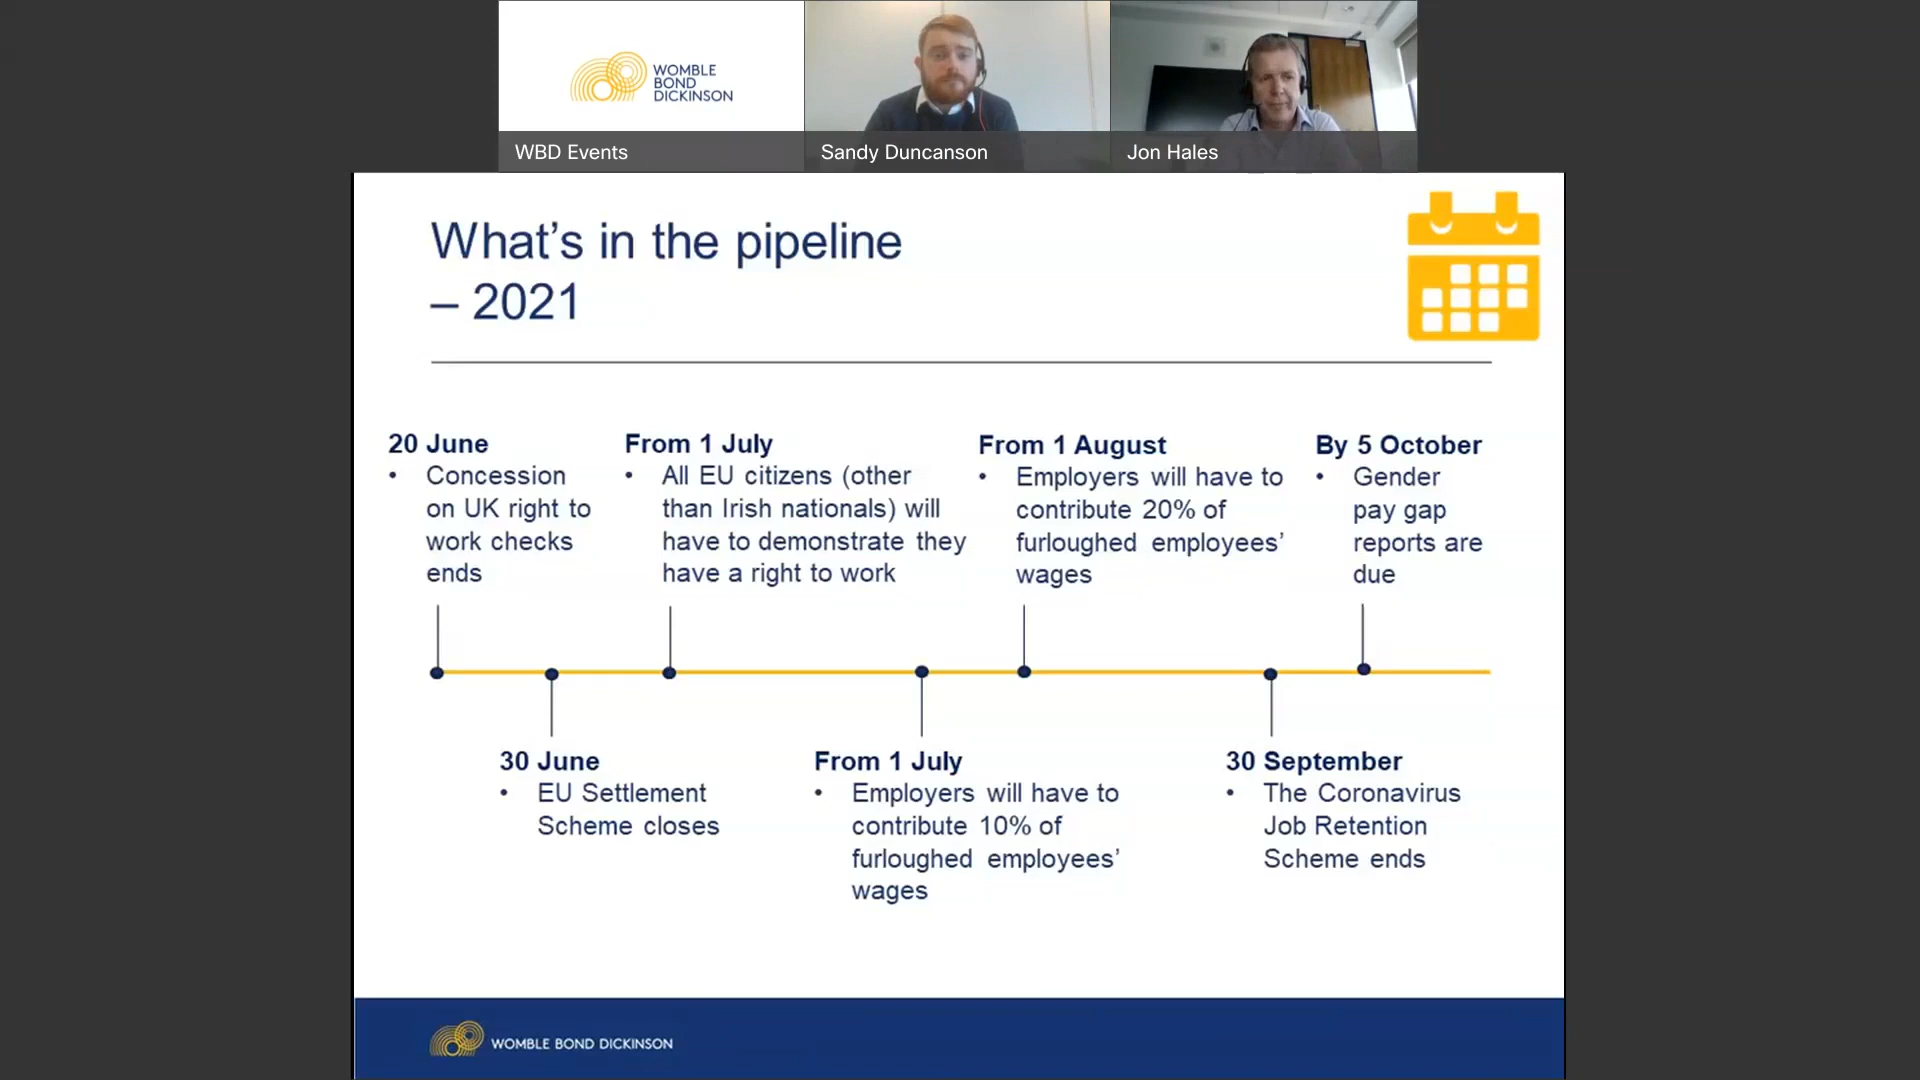 WOMBLE
BOND
DICKINSON
WBD Events
Sandy Duncanson
Jon Hales
What’s in the pipeline
– 2021
20 June
• Concession
on UK right to
work checks
ends
From 1 July
• All EU citizens (other
than Irish nationals) will
have to demonstrate they
have a right to work
From 1 August
• Employers will have to
contribute 20% of
furloughed employees’
wages
By 5 October
• Gender
pay gap
reports are
due
30 June
• EU Settlement
Scheme closes
From 1 July
• Employers will have to
contribute 10% of
furloughed employees’
wages
30 September
• The Coronavirus
Job Retention
Scheme ends
WOMBLE BOND DICKINSON